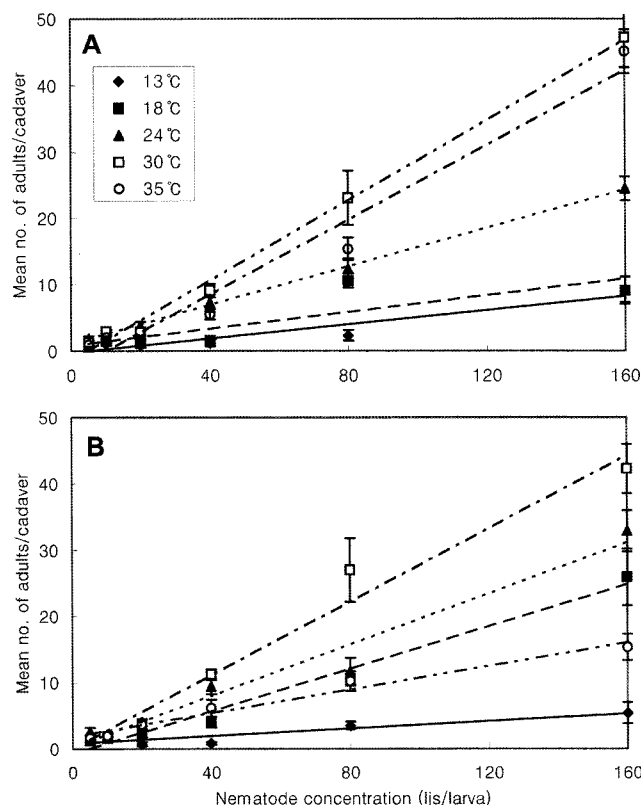 A
50
40
30
20
10
0
Mean no. of adults/cadaver
13℃
18℃
24℃
30℃
35℃
0 40 80 120 160
B
50
40
30
20
10
0
Mean no. of adults/cadaver
0 40 80 120 160
Nematode concentration (Ijs/larva)